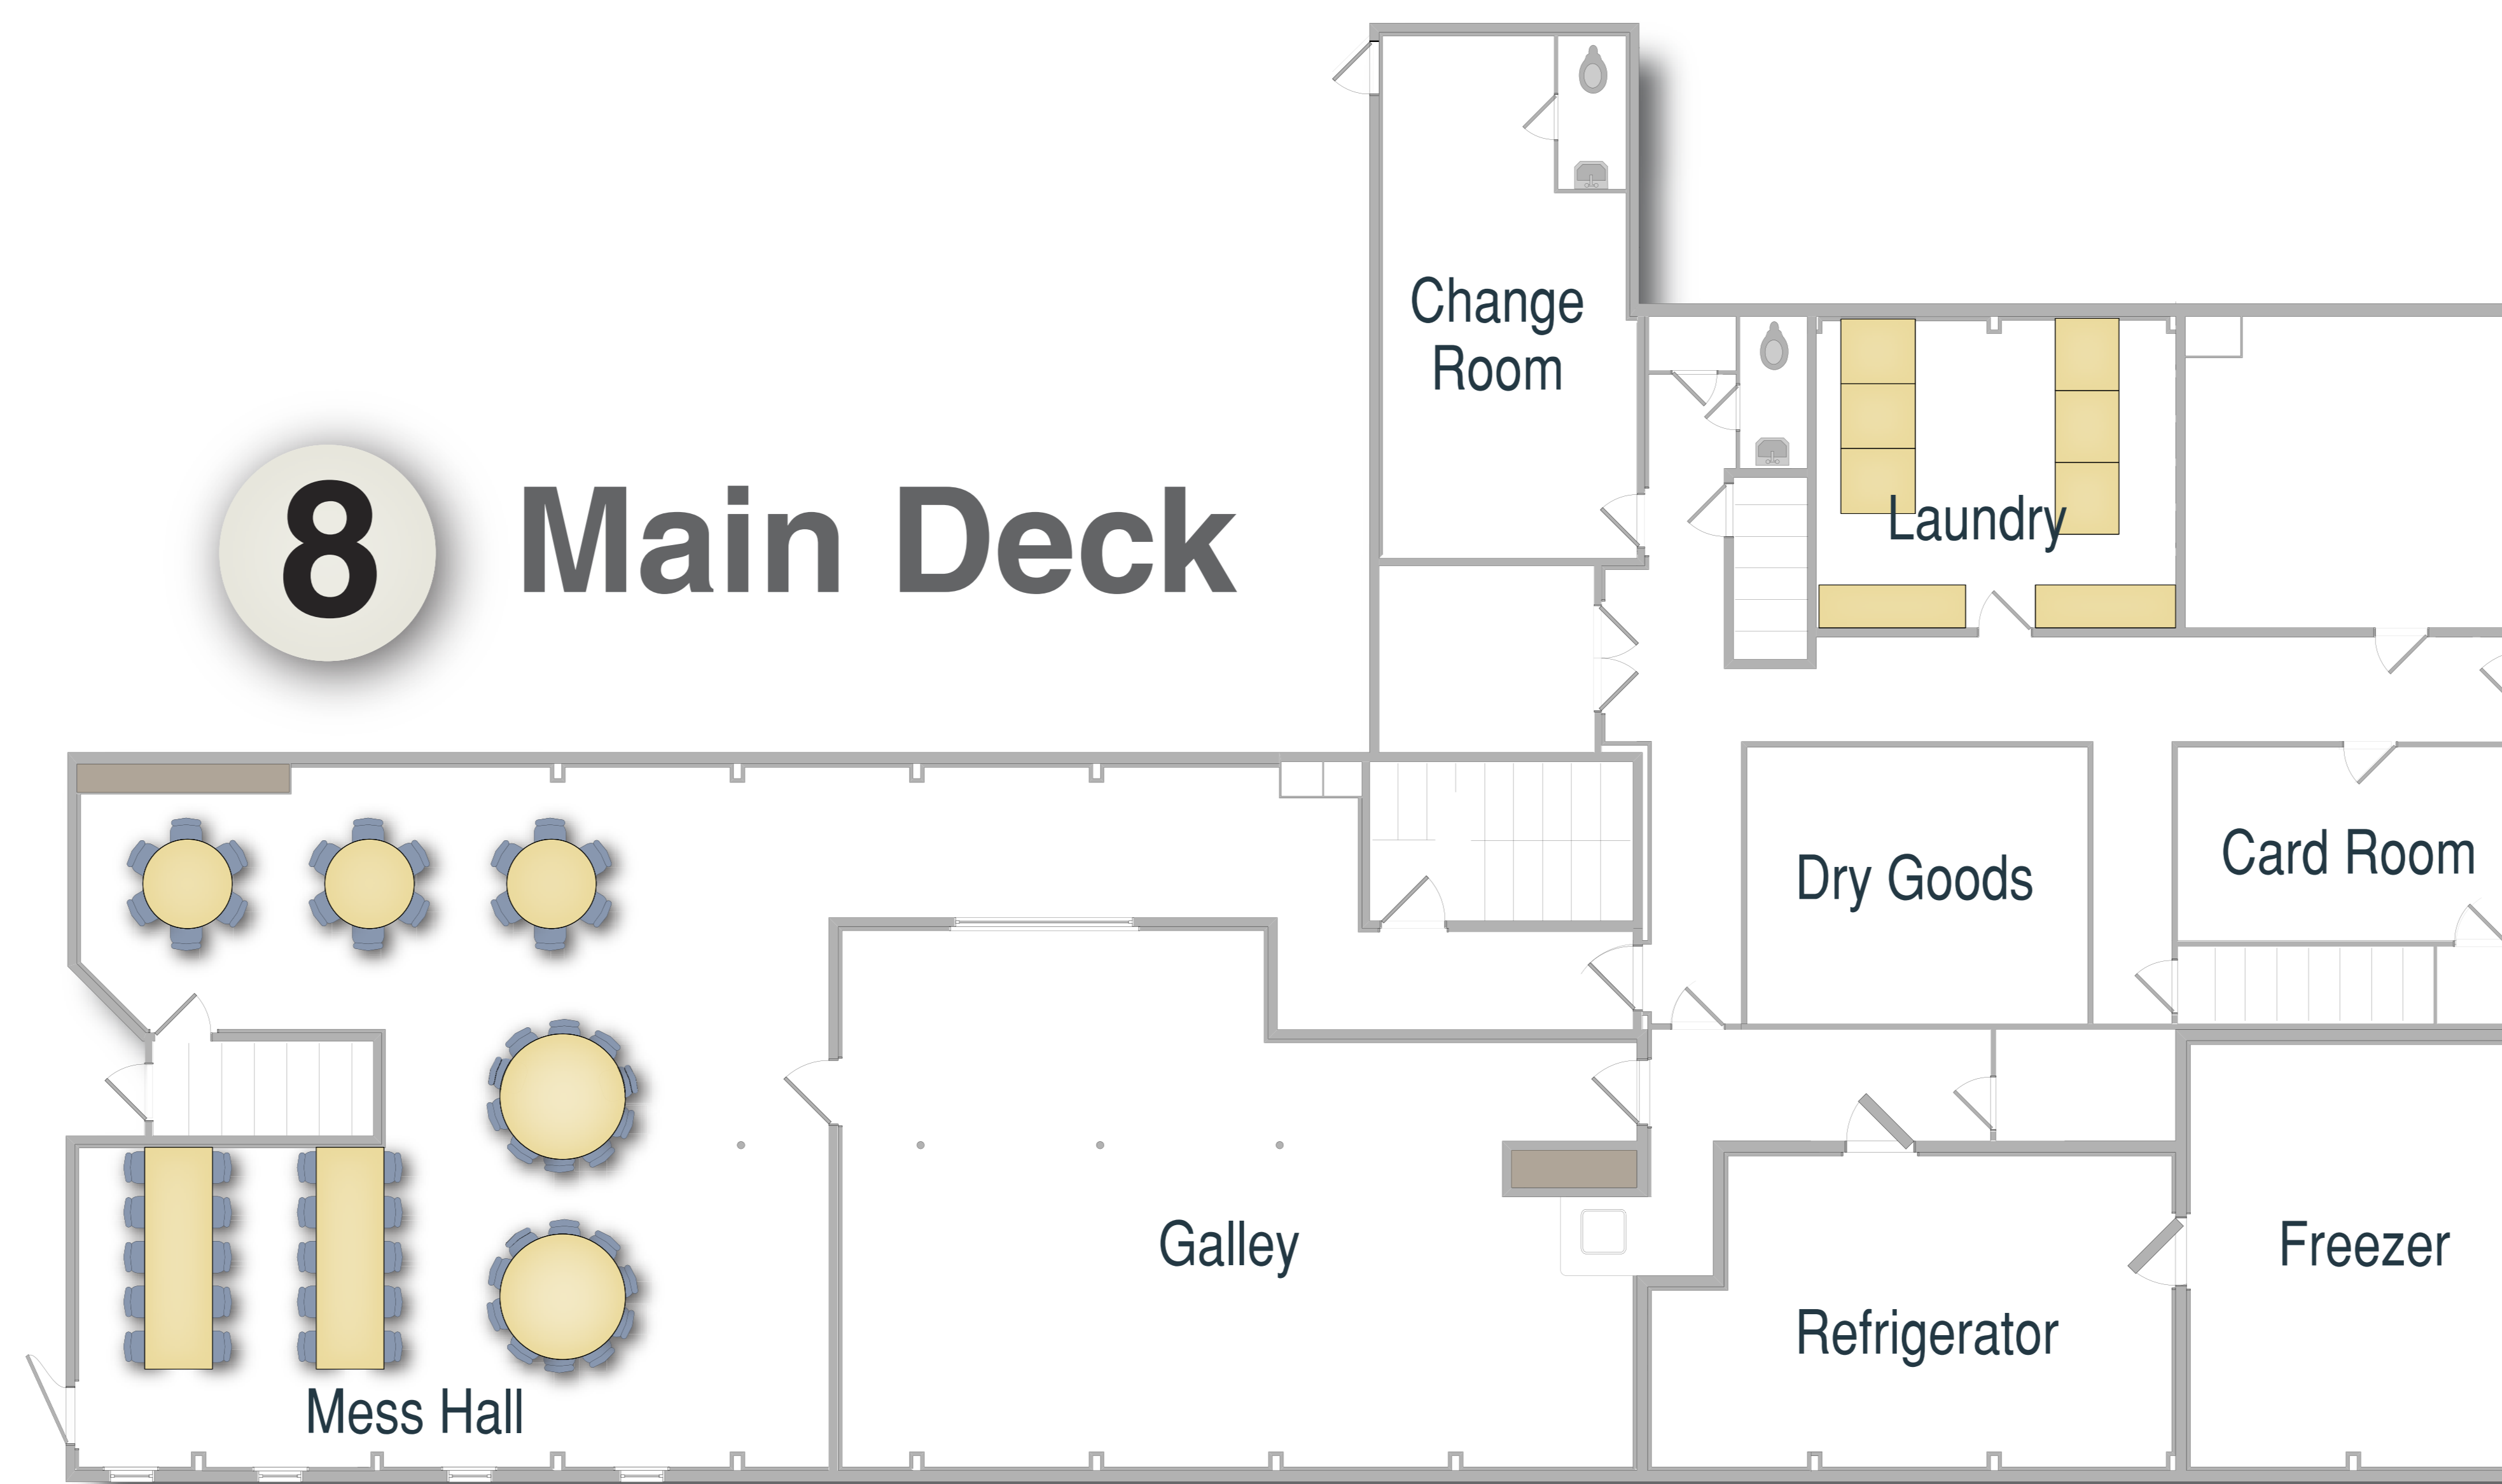 Change
Room
8 Main Deck
Laundry
Dry Goods
Card Room
Galley
Freezer
Refrigerator
Mess Hall